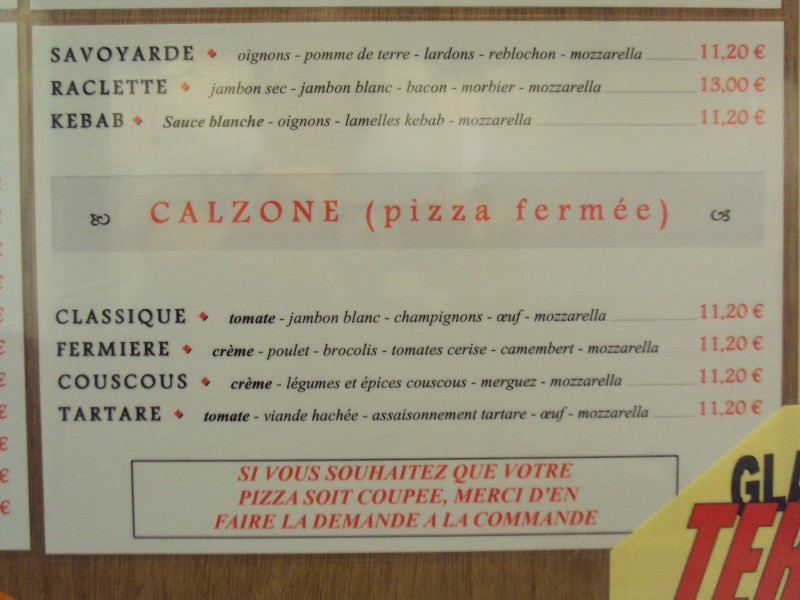 SAVOYARDE oignons - pomme de terre - lardons - reblochon - mozzarella 11,20 €
RACLETTE jambon sec - jambon blanc - bacon - morbier - mozzarella 13,00 €
KEBAB Sauce blanche - oignons - lamelles kebab - mozzarella 11,20 €
CALZONE (pizza fermée)
CLASSIQUE tomate - jambon blanc - champignons - œuf - mozzarella 11,20 €
FERMIERE crème - poulet - brocolis - tomates cerise - camembert - mozzarella 11,20 €
COUSCOUS crème - légumes et épices couscous - merguez - mozzarella 11,20 €
TARTARE tomate - viande hachée - assaisonnement tartare - œuf - mozzarella 11,20 €
SI VOUS SOUHAITEZ QUE VOTRE
PIZZA SOIT COUPEE, MERCI D'EN
FAIRE LA DEMANDE A LA COMMANDE